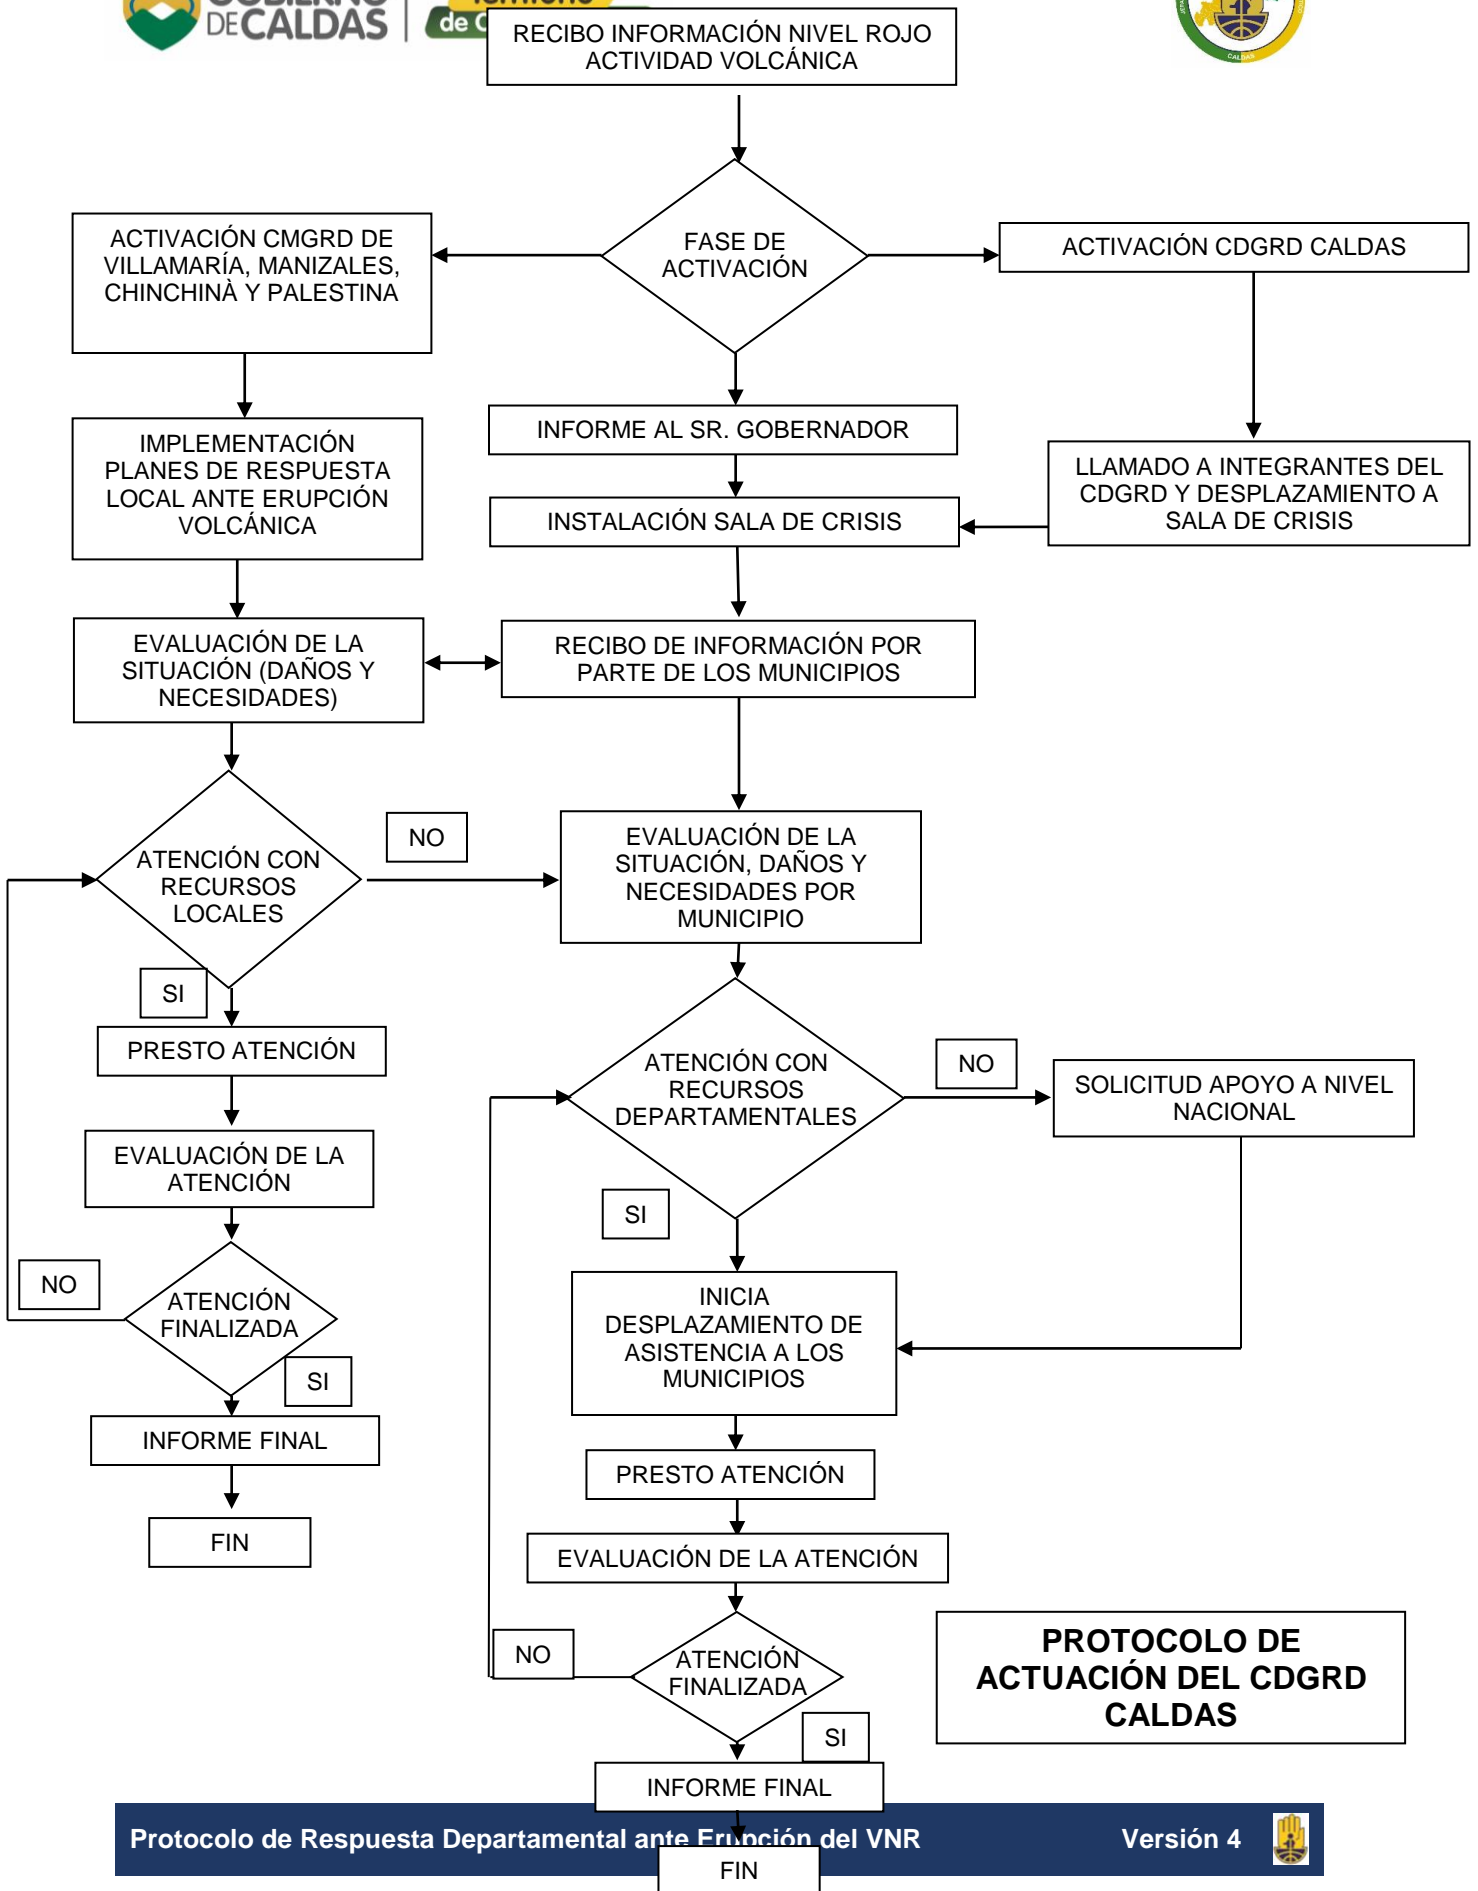 DE CALDAS
RECIBO INFORMACIÓN NIVEL ROJO
ACTIVIDAD VOLCÁNICA
CALDAS
FASE DE
ACTIVACIÓN
ACTIVACIÓN CMGRD DE
VILLAMARÍA, MANIZALES,
CHINCHINÀ Y PALESTINA
ACTIVACIÓN CDGRD CALDAS
INFORME AL SR. GOBERNADOR
IMPLEMENTACIÓN
PLANES DE RESPUESTA
LOCAL ANTE ERUPCIÓN
VOLCÁNICA
LLAMADO A INTEGRANTES DEL
CDGRD Y DESPLAZAMIENTO A
SALA DE CRISIS
INSTALACIÓN SALA DE CRISIS
EVALUACIÓN DE LA
SITUACIÓN (DAÑOS Y
NECESIDADES)
RECIBO DE INFORMACIÓN POR
PARTE DE LOS MUNICIPIOS
ATENCIÓN CON
RECURSOS
LOCALES
NO
EVALUACIÓN DE LA
SITUACIÓN, DAÑOS Y
NECESIDADES POR
MUNICIPIO
SI
PRESTO ATENCIÓN
ATENCIÓN CON
RECURSOS
DEPARTAMENTALES
NO
SOLICITUD APOYO A NIVEL
NACIONAL
EVALUACIÓN DE LA
ATENCIÓN
SI
NO
ATENCIÓN
FINALIZADA
SI
INICIA
DESPLAZAMIENTO DE
ASISTENCIA A LOS
MUNICIPIOS
INFORME FINAL
PRESTO ATENCIÓN
FIN
EVALUACIÓN DE LA ATENCIÓN
NO
ATENCIÓN
FINALIZADA
SI
PROTOCOLO DE
ACTUACIÓN DEL CDGRD
CALDAS
INFORME FINAL
Protocolo de Respuesta Departamental ante Erupción del VNR
Versión 4
FIN